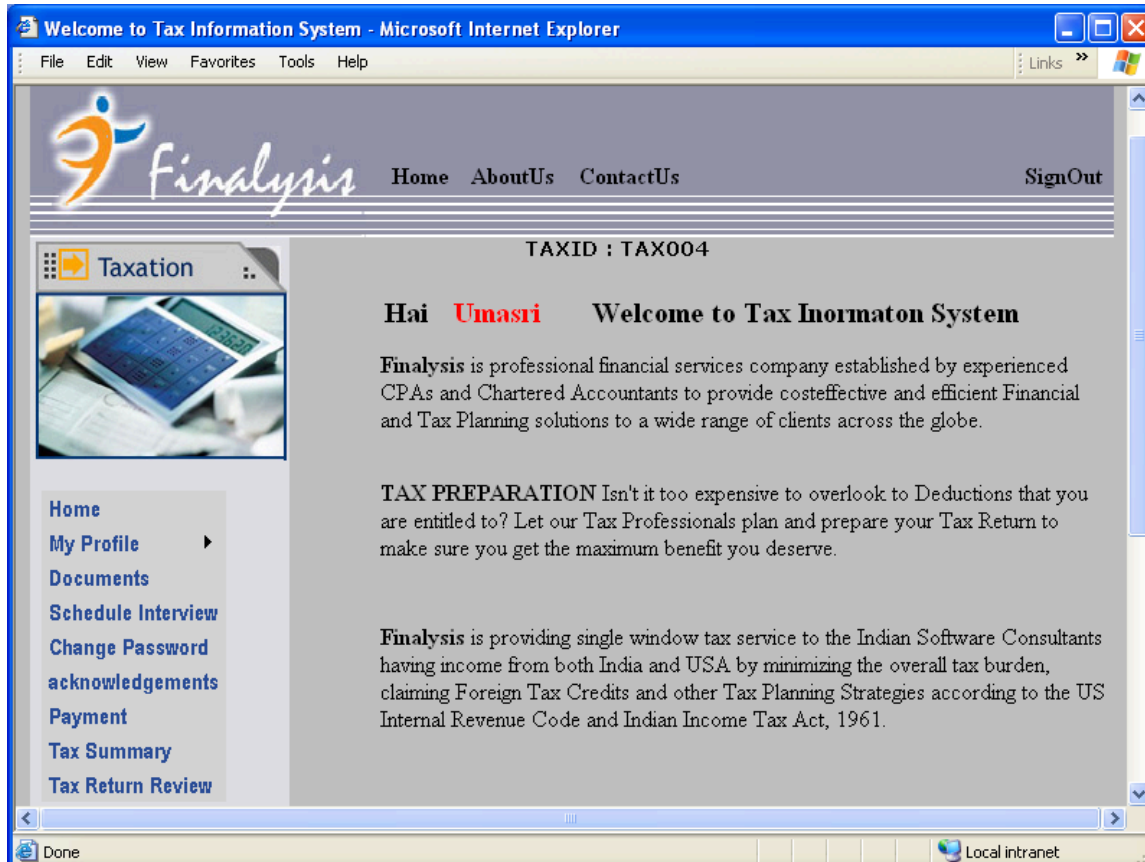 Welcome to Tax Information System - Microsoft Internet Explorer
File Edit View Favorites Tools Help Links »
Finalysis Home AboutUs ContactUs SignOut
TAXID : TAX004
Taxation
Hai Umasri Welcome to Tax Inormaton System
Finalysis is professional financial services company established by experienced
CPAs and Chartered Accountants to provide costeffective and efficient Financial
and Tax Planning solutions to a wide range of clients across the globe.
TAX PREPARATION Isn't it too expensive to overlook to Deductions that you
are entitled to? Let our Tax Professionals plan and prepare your Tax Return to
make sure you get the maximum benefit you deserve.
Finalysis is providing single window tax service to the Indian Software Consultants
having income from both India and USA by minimizing the overall tax burden,
claiming Foreign Tax Credits and other Tax Planning Strategies according to the US
Internal Revenue Code and Indian Income Tax Act, 1961.
Home
My Profile
Documents
Schedule Interview
Change Password
acknowledgements
Payment
Tax Summary
Tax Return Review
Done Local intranet